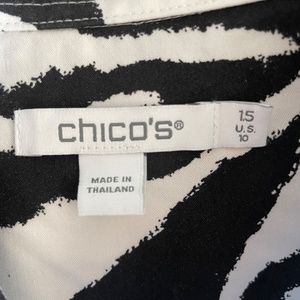 chico's®
1.5
U.S.
10
MADE IN
THAILAND